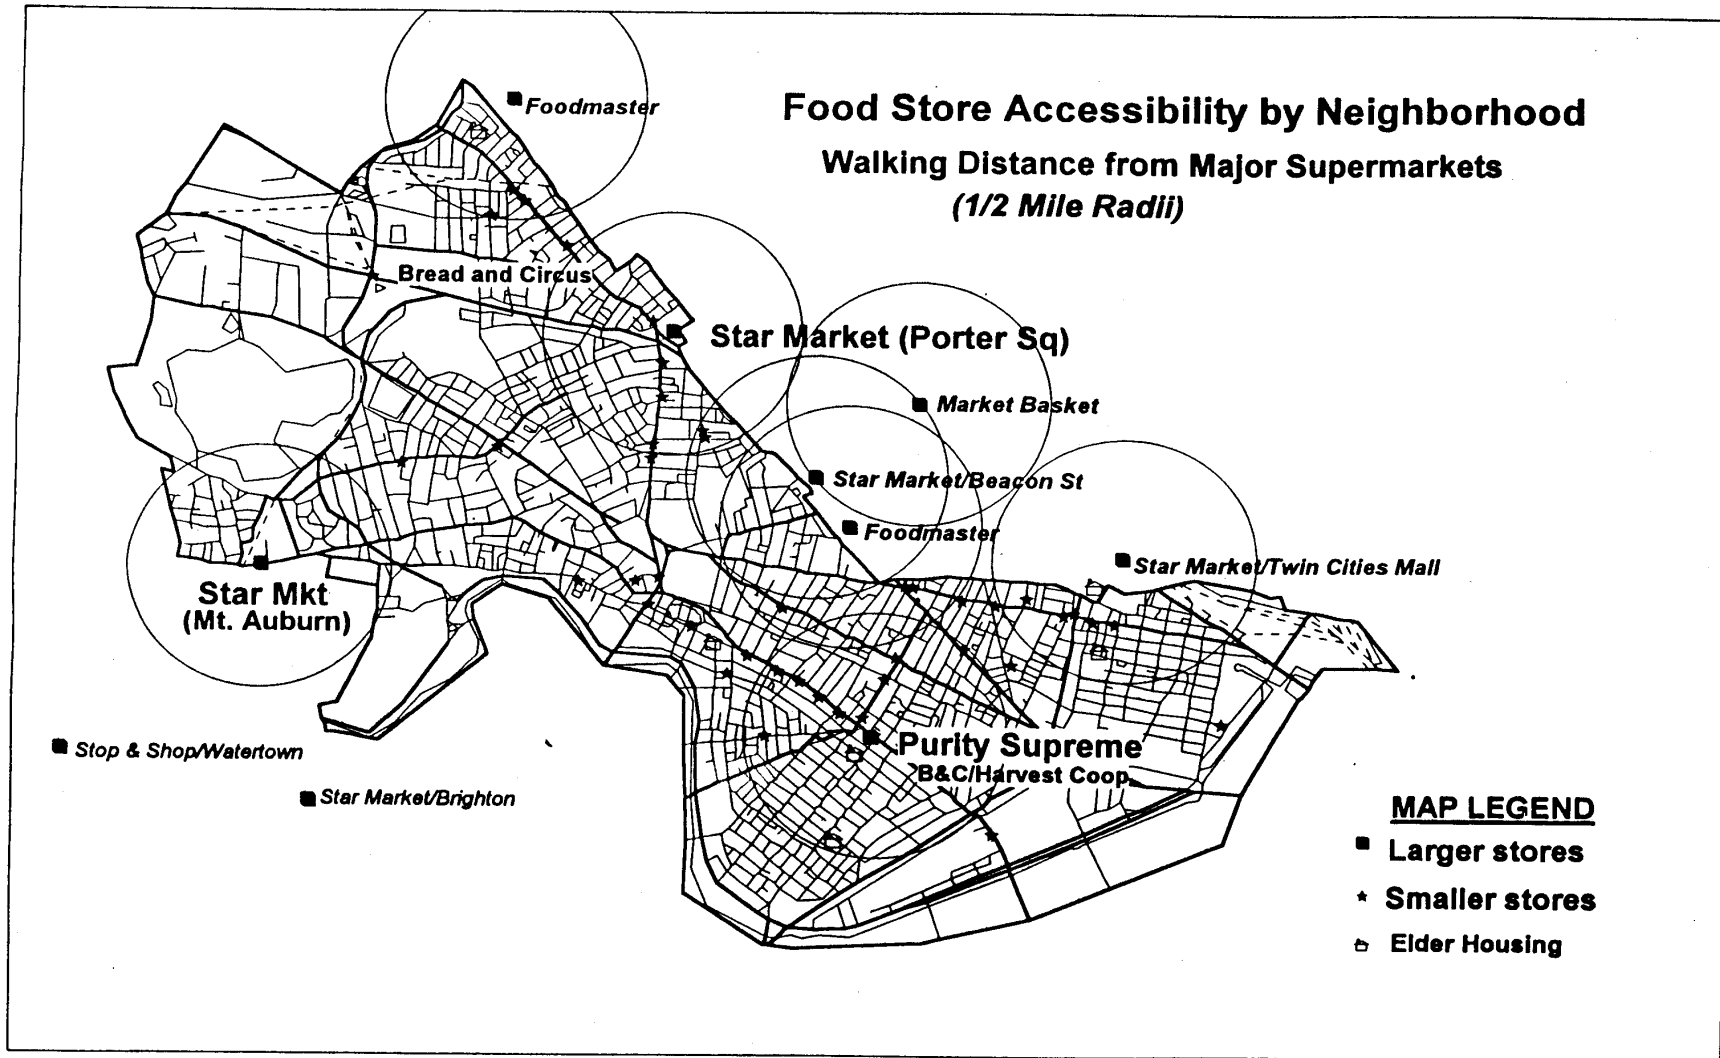 Food Store Accessibility by Neighborhood
Walking Distance from Major Supermarkets
(1/2 Mile Radii)
Foodmaster
Bread and Circus
Star Market (Porter Sq)
Market Basket
Star Market/Beacon St
Foodmaster
Star Market/Twin Cities Mall
Star Mkt
(Mt. Auburn)
Purity Supreme
B&C/Harvest Coop
Stop & Shop/Watertown
Star Market/Brighton
MAP LEGEND
Larger stores
Smaller stores
Elder Housing